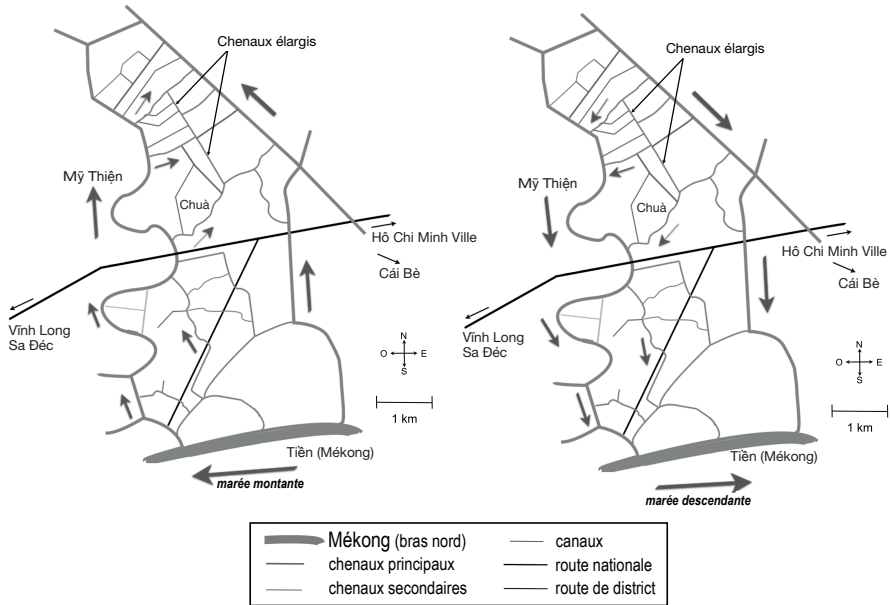 Chenaux élargis
Mỹ Thiện
Chuà
Hô Chi Minh Ville
Cái Bè
Vĩnh Long
Sa Đéc
N
O
E
S
1 km
Tiền (Mékong)
marée montante
Chenaux élargis
Mỹ Thiện
Chuà
Hô Chi Minh Ville
Cái Bè
Vĩnh Long
Sa Đéc
N
O
E
S
1 km
Tiền (Mékong)
marée descendante
Mékong (bras nord)
canaux
chenaux principaux
route nationale
chenaux secondaires
route de district